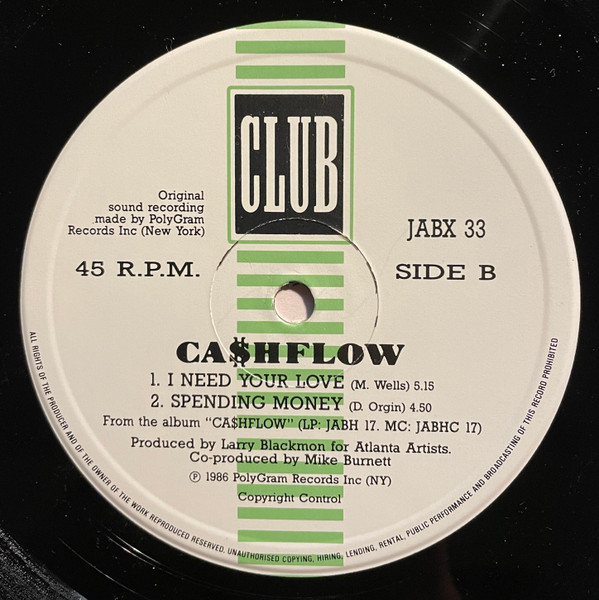 CLUB
Original
sound recording
made by PolyGram
Records Inc (New York)
JABX 33
45 R.P.M.
SIDE B
CA$HFLOW
1. I NEED YOUR LOVE (M. Wells) 5.15
2. SPENDING MONEY (D. Orgin) 4.50
From the album "CA$HFLOW" (LP: JABH 17. MC: JABHC 17)
Produced by Larry Blackmon for Atlanta Artists.
Co-produced by Mike Burnett
℗ 1986 PolyGram Records Inc (NY)
Copyright Control
ALL RIGHTS OF THE PRODUCER AND OF THE OWNER OF THE WORK REPRODUCED RESERVED. UNAUTHORISED COPYING, HIRING, LENDING, RENTAL, PUBLIC PERFORMANCE AND BROADCASTING OF THIS RECORD PROHIBITED